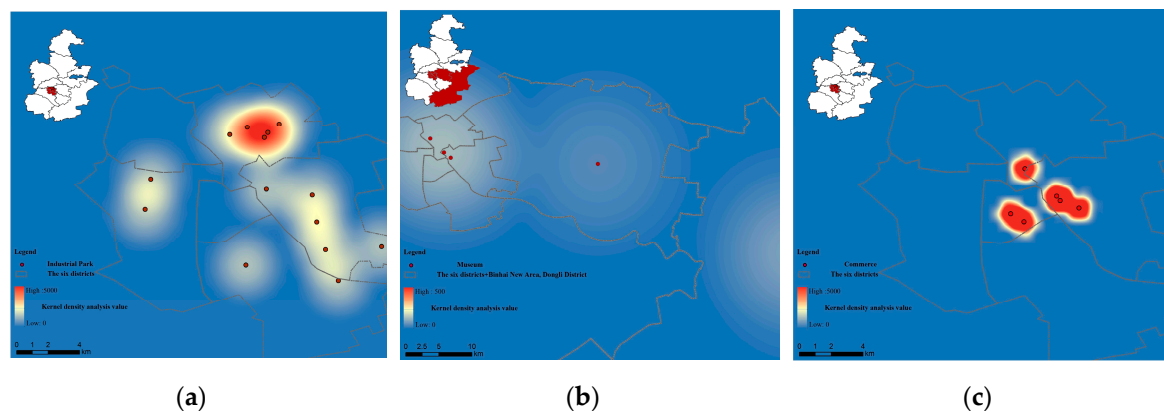 Legend
Industrial Park
The six districts
High :5000
Kernel density analysis value
Low: 0
0 1 2 4
km
(a)
Legend
Museum
The six districts+Binhai New Area, Dongli District
High : 500
Kernel density analysis value
Low: 0
0 2.5 5 10
km
(b)
Legend
Commerce
The six districts
High : 5000
Kernel density analysis value
Low: 0
0 1 2 4
km
(c)